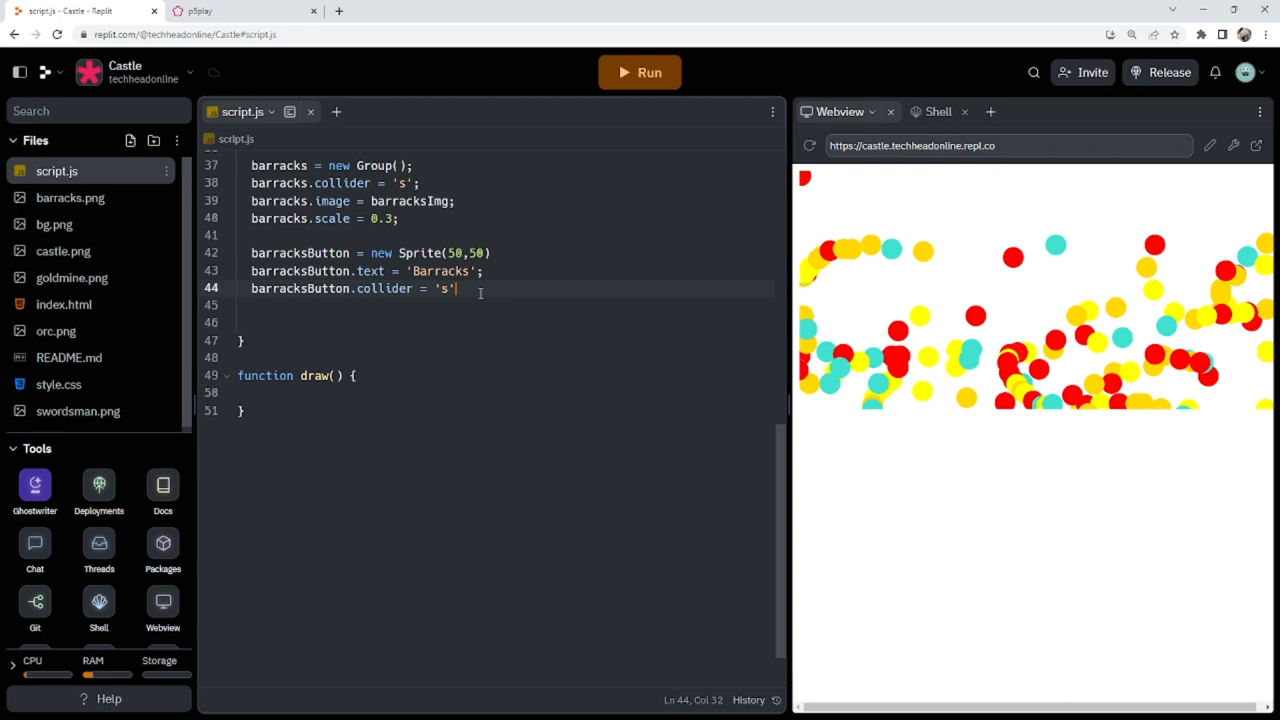 script.js - Castle - Replit
p5play
replit.com/@techheadonline/Castle#script.js
Castle
techheadonline
Run
Invite
Release
Search
Files
script.js
barracks.png
bg.png
castle.png
goldmine.png
index.html
orc.png
README.md
style.css
swordsman.png
Tools
Ghostwriter
Deployments
Docs
Chat
Threads
Packages
Git
Shell
Webview
CPU
RAM
Storage
? Help
script.js
script.js
37 barracks = new Group();
38 barracks.collider = 's';
39 barracks.image = barracksImg;
40 barracks.scale = 0.3;
41
42 barracksButton = new Sprite(50,50)
43 barracksButton.text = 'Barracks';
44 barracksButton.collider = 's'
45
46
47 }
48
49 function draw() {
50
51 }
Ln 44, Col 32
History
Webview
Shell
https://castle.techheadonline.repl.co